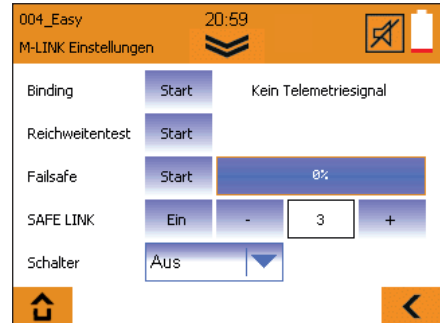 004_Easy 20:59
M-LINK Einstellungen
Binding Start Kein Telemetriesignal
Reichweitentest Start
Failsafe Start 0%
SAFE LINK Ein - 3 +
Schalter Aus